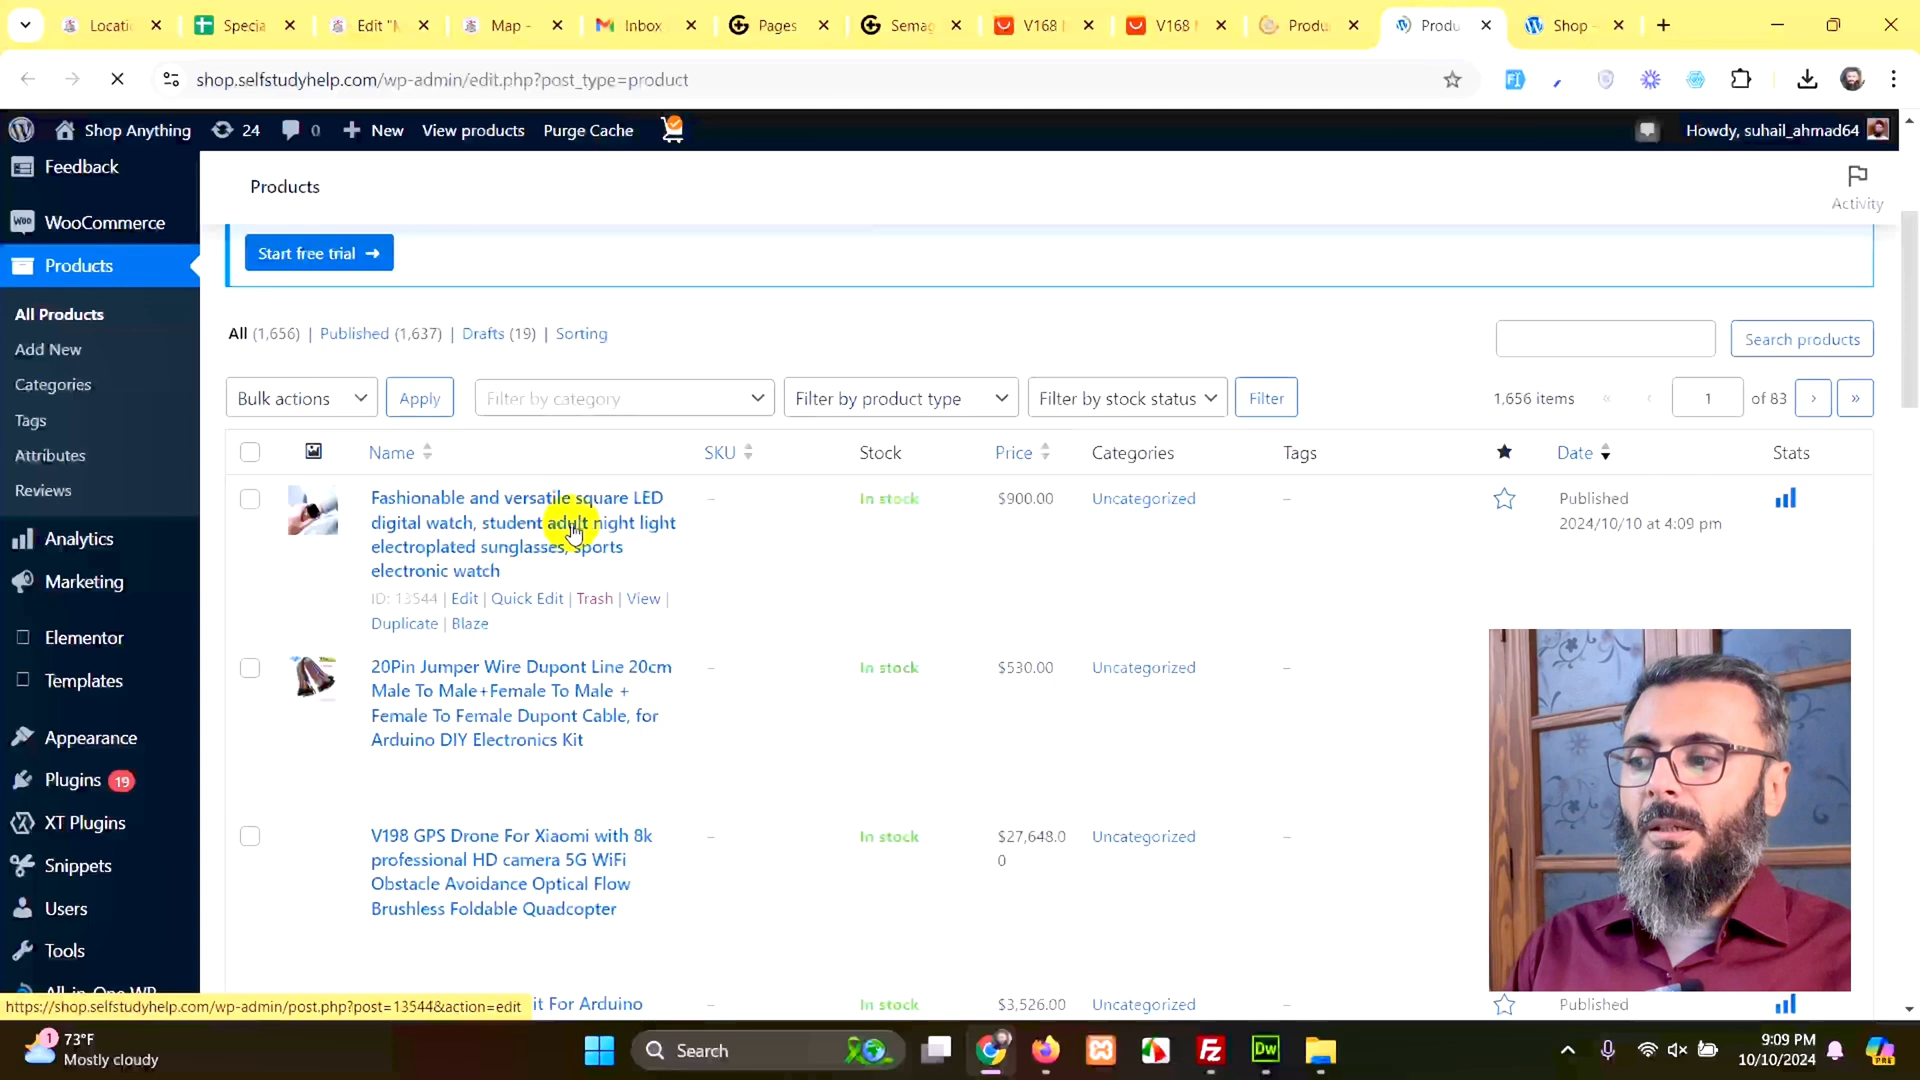 Locatio
Special
Edit "M
Map -
Inbox
Pages
Semag
V168
V168
Produ
Produ
Shop -
shop.selfstudyhelp.com/wp-admin/edit.php?post_type=product
Shop Anything
24
0
New
View products
Purge Cache
Howdy, suhail_ahmad64
Feedback
WooCommerce
Products
All Products
Add New
Categories
Tags
Attributes
Reviews
Analytics
Marketing
Elementor
Templates
Appearance
Plugins 19
XT Plugins
Snippets
Users
Tools
All-in-One WP
Products
Activity
Start free trial →
All (1,656) | Published (1,637) | Drafts (19) | Sorting
Search products
Bulk actions
Apply
Filter by category
Filter by product type
Filter by stock status
Filter
1,656 items « ‹ 1 of 83 › »
Name SKU Stock Price Categories Tags Date Stats
Fashionable and versatile square LED
digital watch, student adult night light
electroplated sunglasses, sports
electronic watch
ID: 13544 | Edit | Quick Edit | Trash | View |
Duplicate | Blaze
–
In stock
$900.00
Uncategorized
–
Published
2024/10/10 at 4:09 pm
20Pin Jumper Wire Dupont Line 20cm
Male To Male+Female To Male +
Female To Female Dupont Cable, for
Arduino DIY Electronics Kit
–
In stock
$530.00
Uncategorized
–
V198 GPS Drone For Xiaomi with 8k
professional HD camera 5G WiFi
Obstacle Avoidance Optical Flow
Brushless Foldable Quadcopter
–
In stock
$27,648.0
0
Uncategorized
–
it For Arduino
–
In stock
$3,526.00
Uncategorized
–
Published
https://shop.selfstudyhelp.com/wp-admin/post.php?post=13544&action=edit
1
73°F
Mostly cloudy
Search
Dw
9:09 PM
10/10/2024